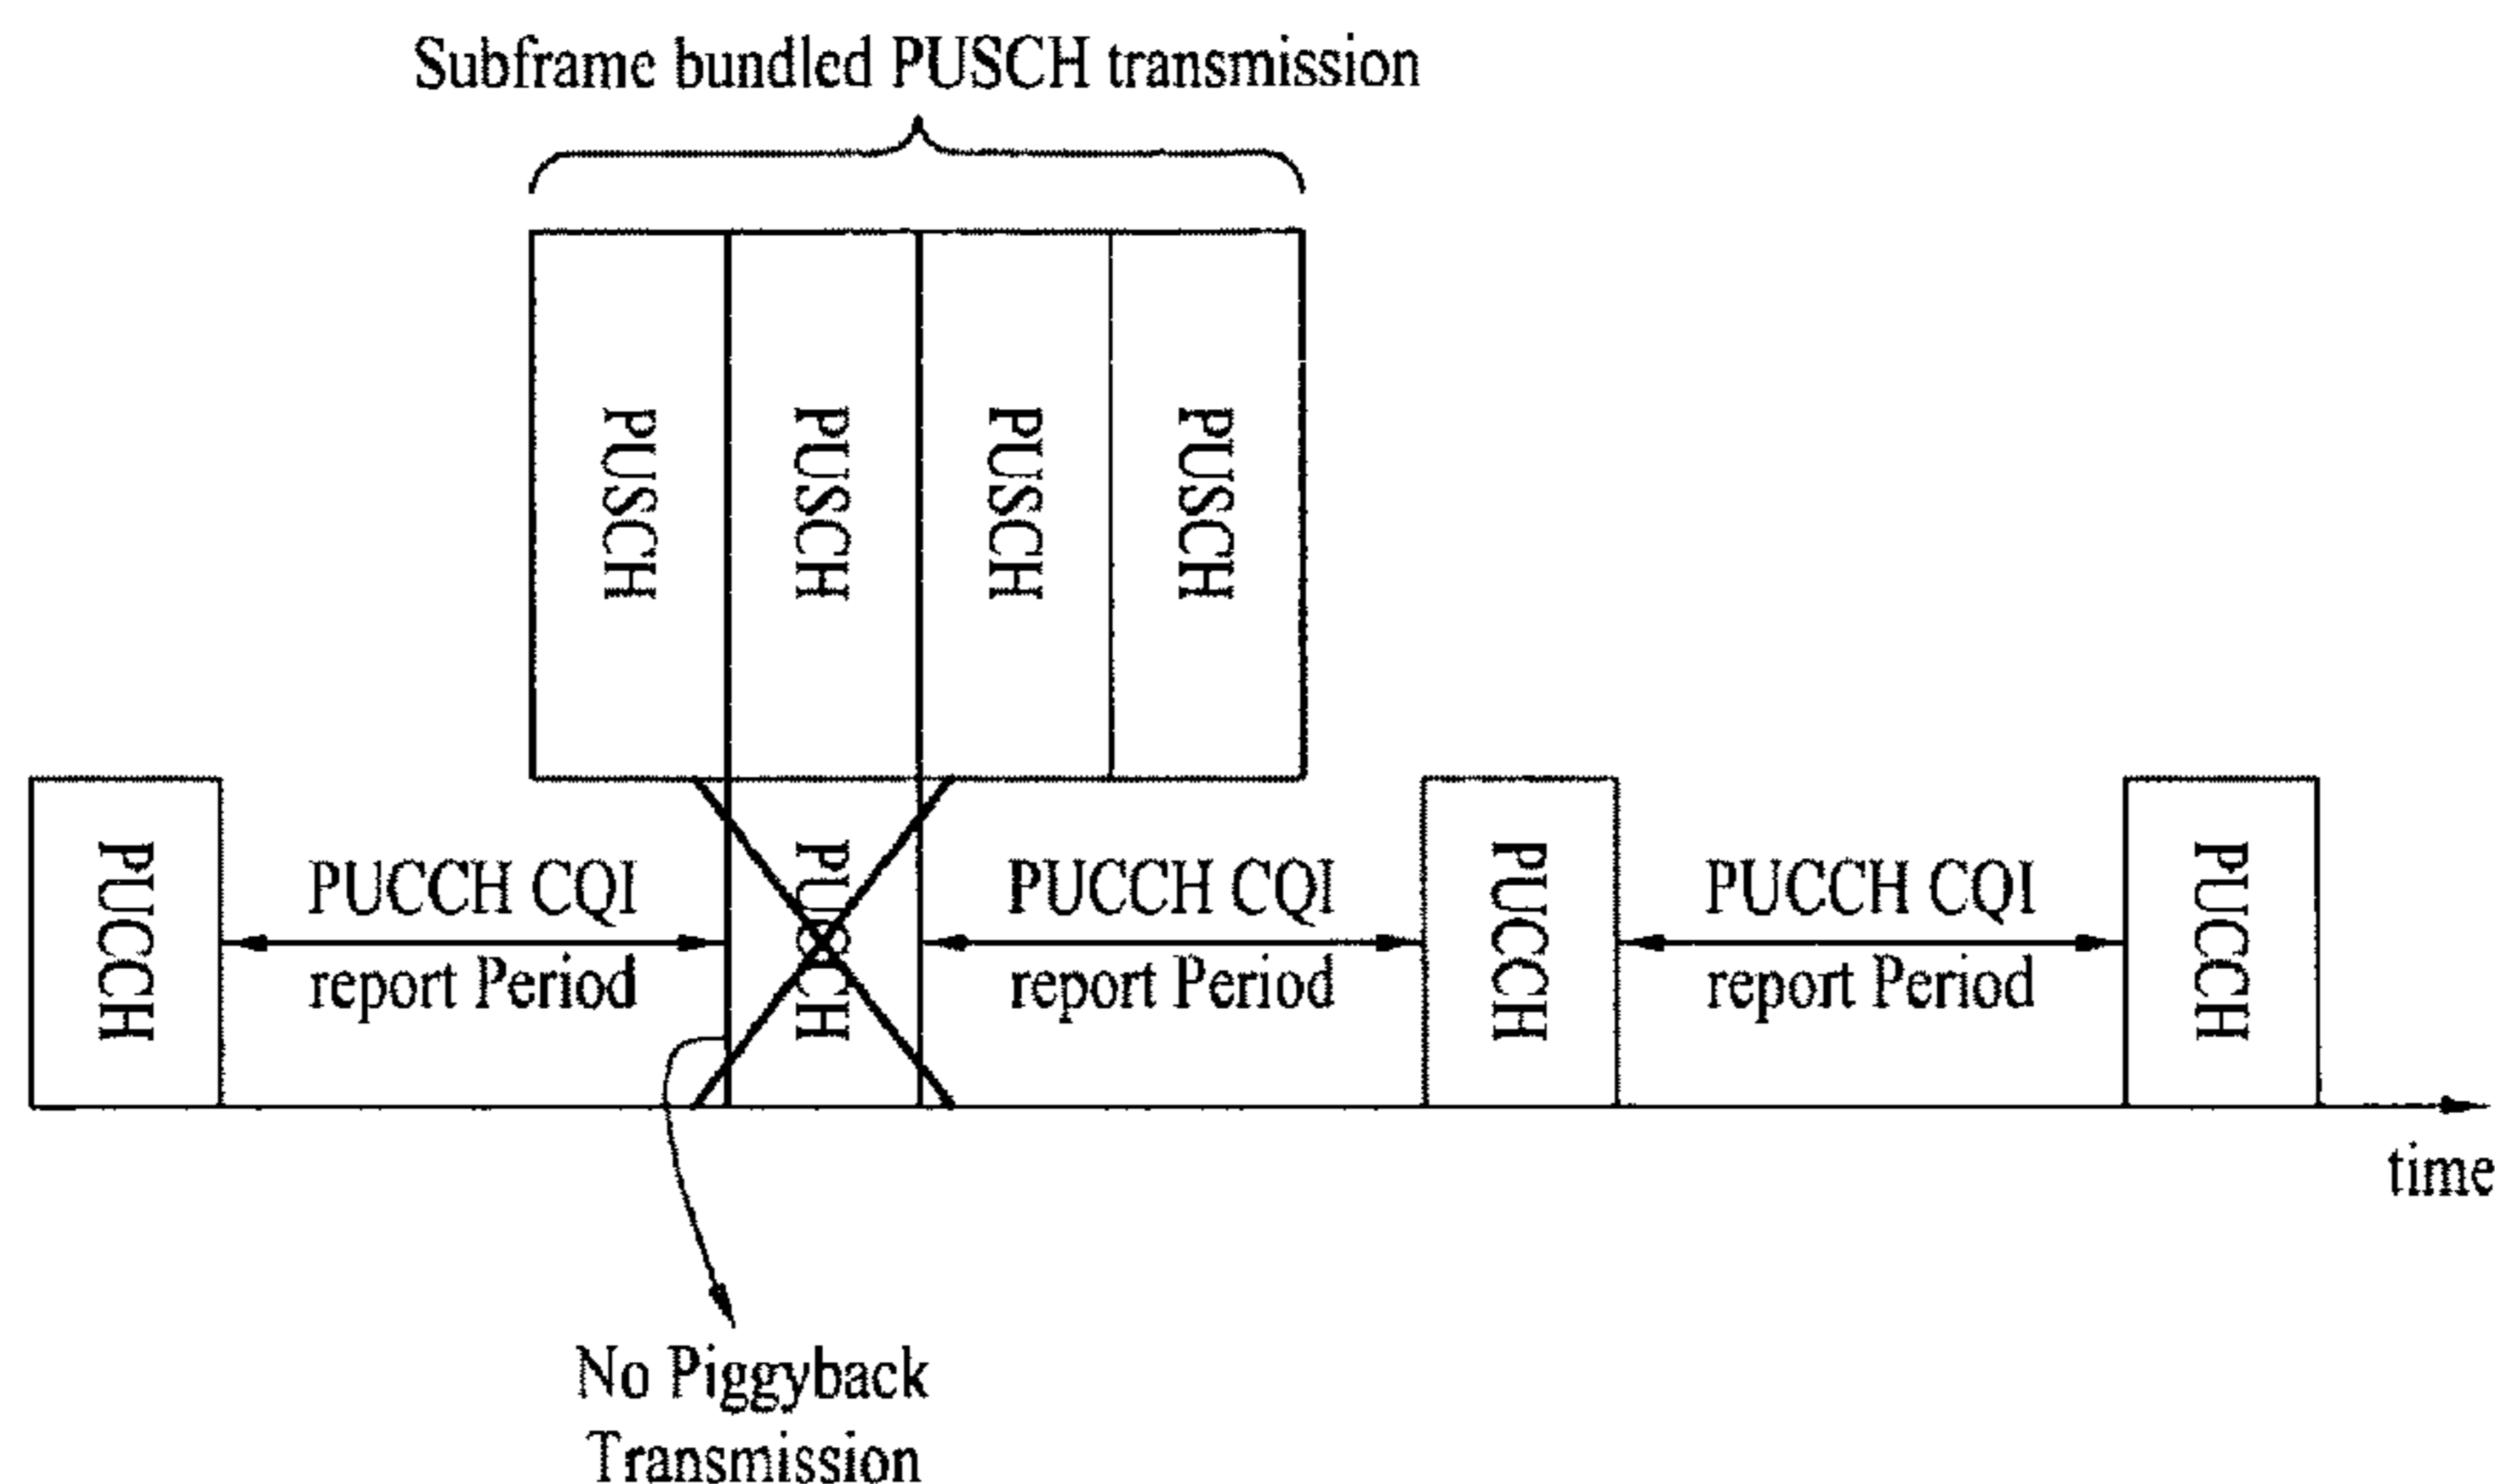 Subframe bundled PUSCH transmission
PUSCH
PUSCH
PUSCH
PUSCH
PUCCH
PUCCH CQI
report Period
PUCCH
PUCCH CQI
report Period
PUCCH
PUCCH CQI
report Period
PUCCH
time
No Piggyback
Transmission